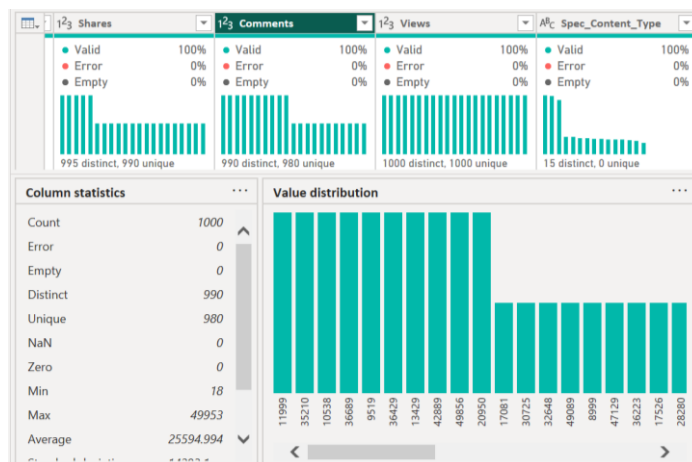 1²3 Shares 1²3 Comments 1²3 Views ABC Spec_Content_Type
Valid 100% Valid 100% Valid 100% Valid 100%
Error 0% Error 0% Error 0% Error 0%
Empty 0% Empty 0% Empty 0% Empty 0%
995 distinct, 990 unique 990 distinct, 980 unique 1000 distinct, 1000 unique 15 distinct, 0 unique
Column statistics ... Value distribution ...
Count 1000
Error 0
Empty 0
Distinct 990
Unique 980
NaN 0
Zero 0
Min 18
Max 49953
Average 25594.994
11999 35210 10538 36689 9519 36429 13429 42889 49856 20950 17081 30725 32648 49089 8999 47129 36223 17526 28280